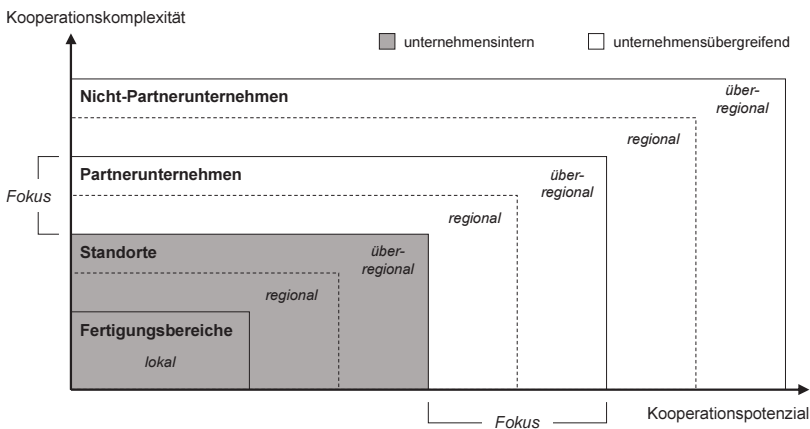 Kooperationskomplexität
unternehmensintern
unternehmensübergreifend
Nicht-Partnerunternehmen
über-
regional
regional
Partnerunternehmen
über-
regional
Fokus
regional
Standorte
über-
regional
regional
Fertigungsbereiche
lokal
Kooperationspotenzial
Fokus